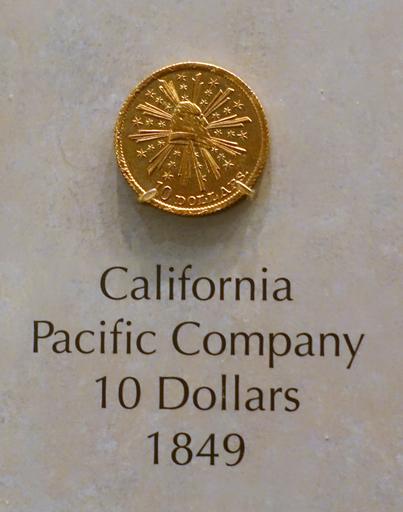 10 DOLLARS.
California
Pacific Company
10 Dollars
1849